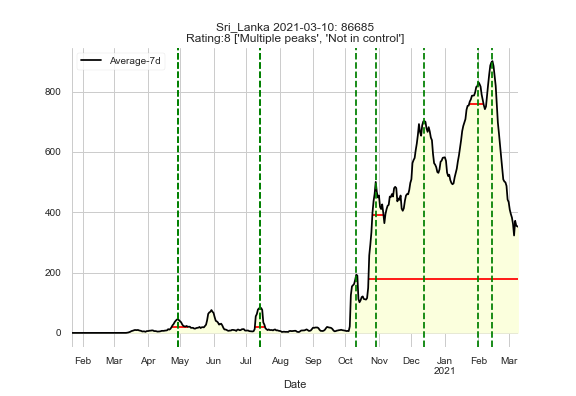 Sri_Lanka 2021-03-10: 86685
Rating:8 ['Multiple peaks', 'Not in control']
Average-7d
800
600
400
200
0
Feb Mar Apr May Jun Jul Aug Sep Oct Nov Dec Jan Feb Mar
2021
Date